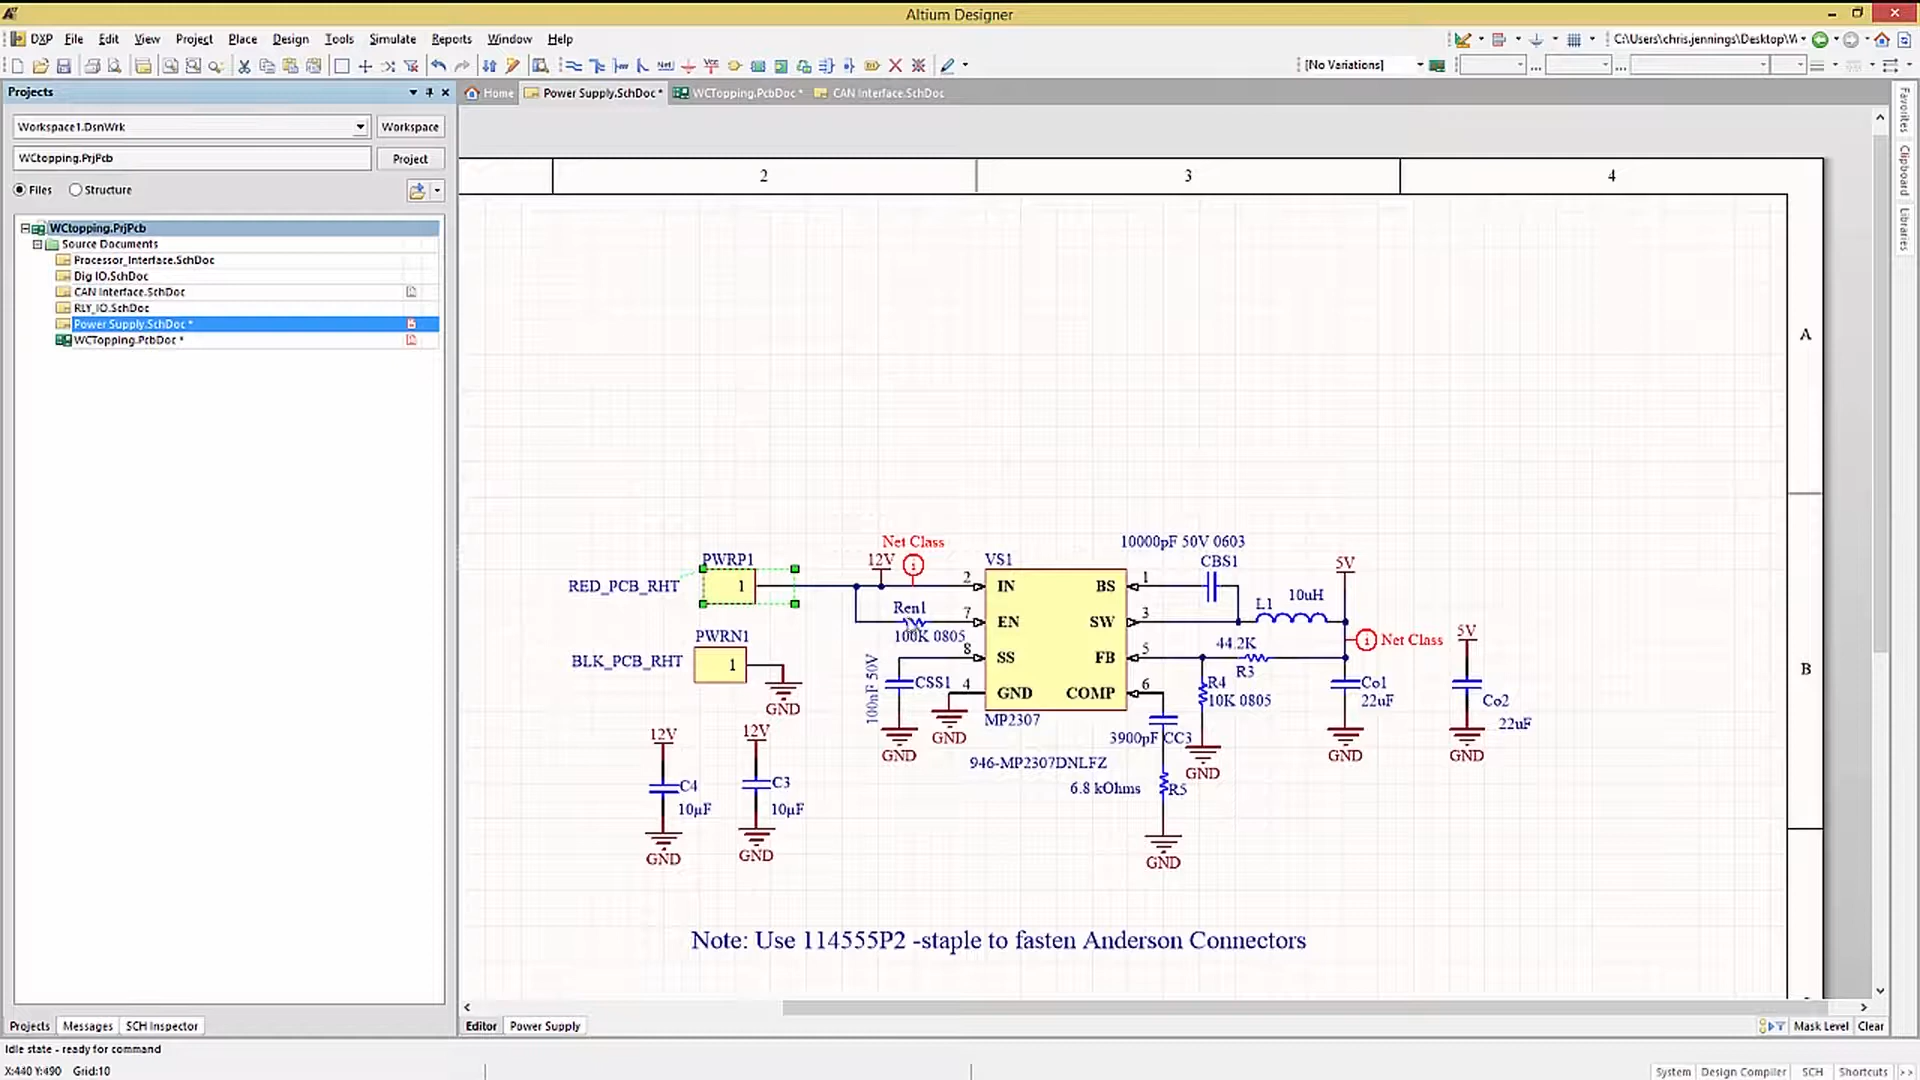 Altium Designer
DXP File Edit View Project Place Design Tools Simulate Reports Window Help
C:\Users\chris.jennings\Desktop\W
[No Variations]
Projects
Home Power Supply.SchDoc * WCTopping.PcbDoc * CAN Interface.SchDoc
Workspace1.DsnWrk Workspace
WCtopping.PrjPcb Project
Files Structure
WCtopping.PrjPcb
Source Documents
Processor_Interface.SchDoc
Dig IO.SchDoc
CAN Interface.SchDoc
RLY_IO.SchDoc
Power Supply.SchDoc *
WCTopping.PcbDoc *
Favorites
Clipboard
Libraries
2 3 4
A
B
Net Class
10000pF 50V 0603
PWRP1 12V VS1 CBS1 5V
RED_PCB_RHT 1 2 IN BS 1
Ren1 L1 10uH
7 EN SW 3
100K 0805
PWRN1 44.2K Net Class 5V
BLK_PCB_RHT 1 8 SS FB 5
R3
100nF 50V CSS1 4 GND COMP 6 R4 Co1
10K 0805 22uF Co2
GND MP2307 22uF
12V 12V GND GND 3900pF CC3 GND GND
946-MP2307DNLFZ GND
C4 C3 6.8 kOhms R5
10µF 10µF
GND GND GND
Note: Use 114555P2 -staple to fasten Anderson Connectors
Projects Messages SCH Inspector Editor Power Supply Mask Level Clear
Idle state - ready for command
X:440 Y:490 Grid:10 System Design Compiler SCH Shortcuts >>